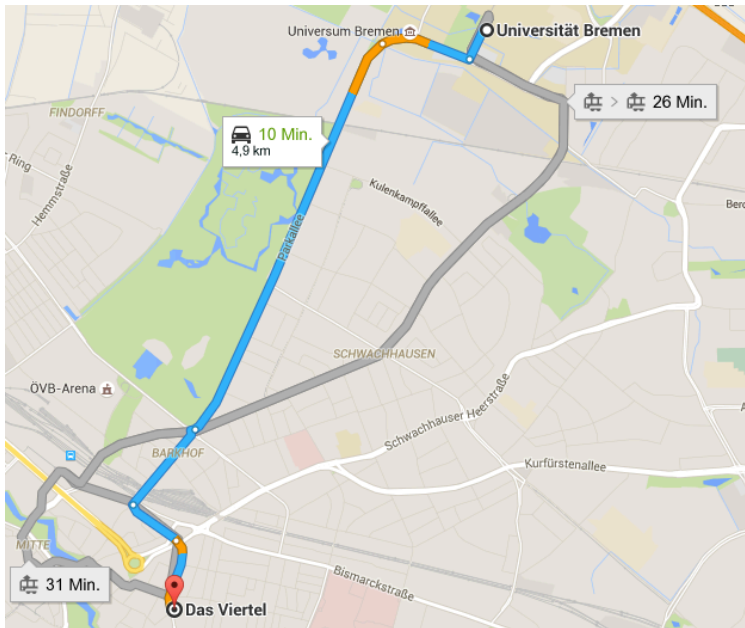 Universum Bremen
Universität Bremen
> 26 Min.
FINDORFF
10 Min.
4,9 km
Hemmstraße
Ring
Kulenkampffallee
Parkallee
SCHWACHHAUSEN
ÖVB-Arena
Schwachhauser Heerstraße
BARKHOF
Kurfürstenallee
MITTE
31 Min.
Bismarckstraße
Das Viertel